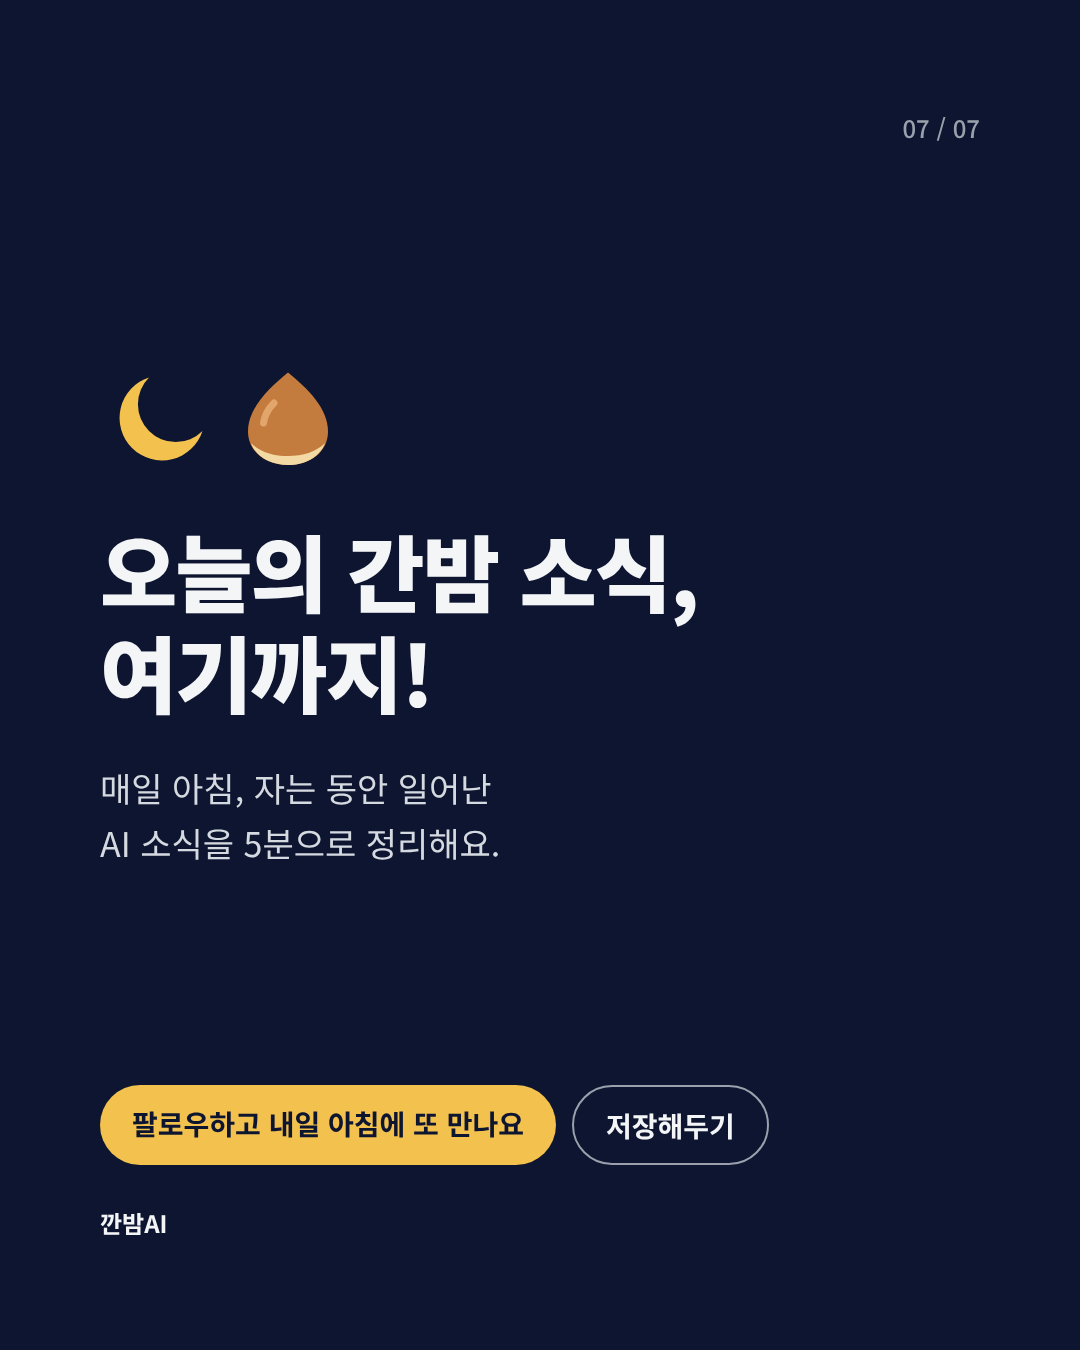 07 / 07
오늘의 간밤 소식,
여기까지!
매일 아침, 자는 동안 일어난
AI 소식을 5분으로 정리해요.
팔로우하고 내일 아침에 또 만나요
저장해두기
깐밤AI